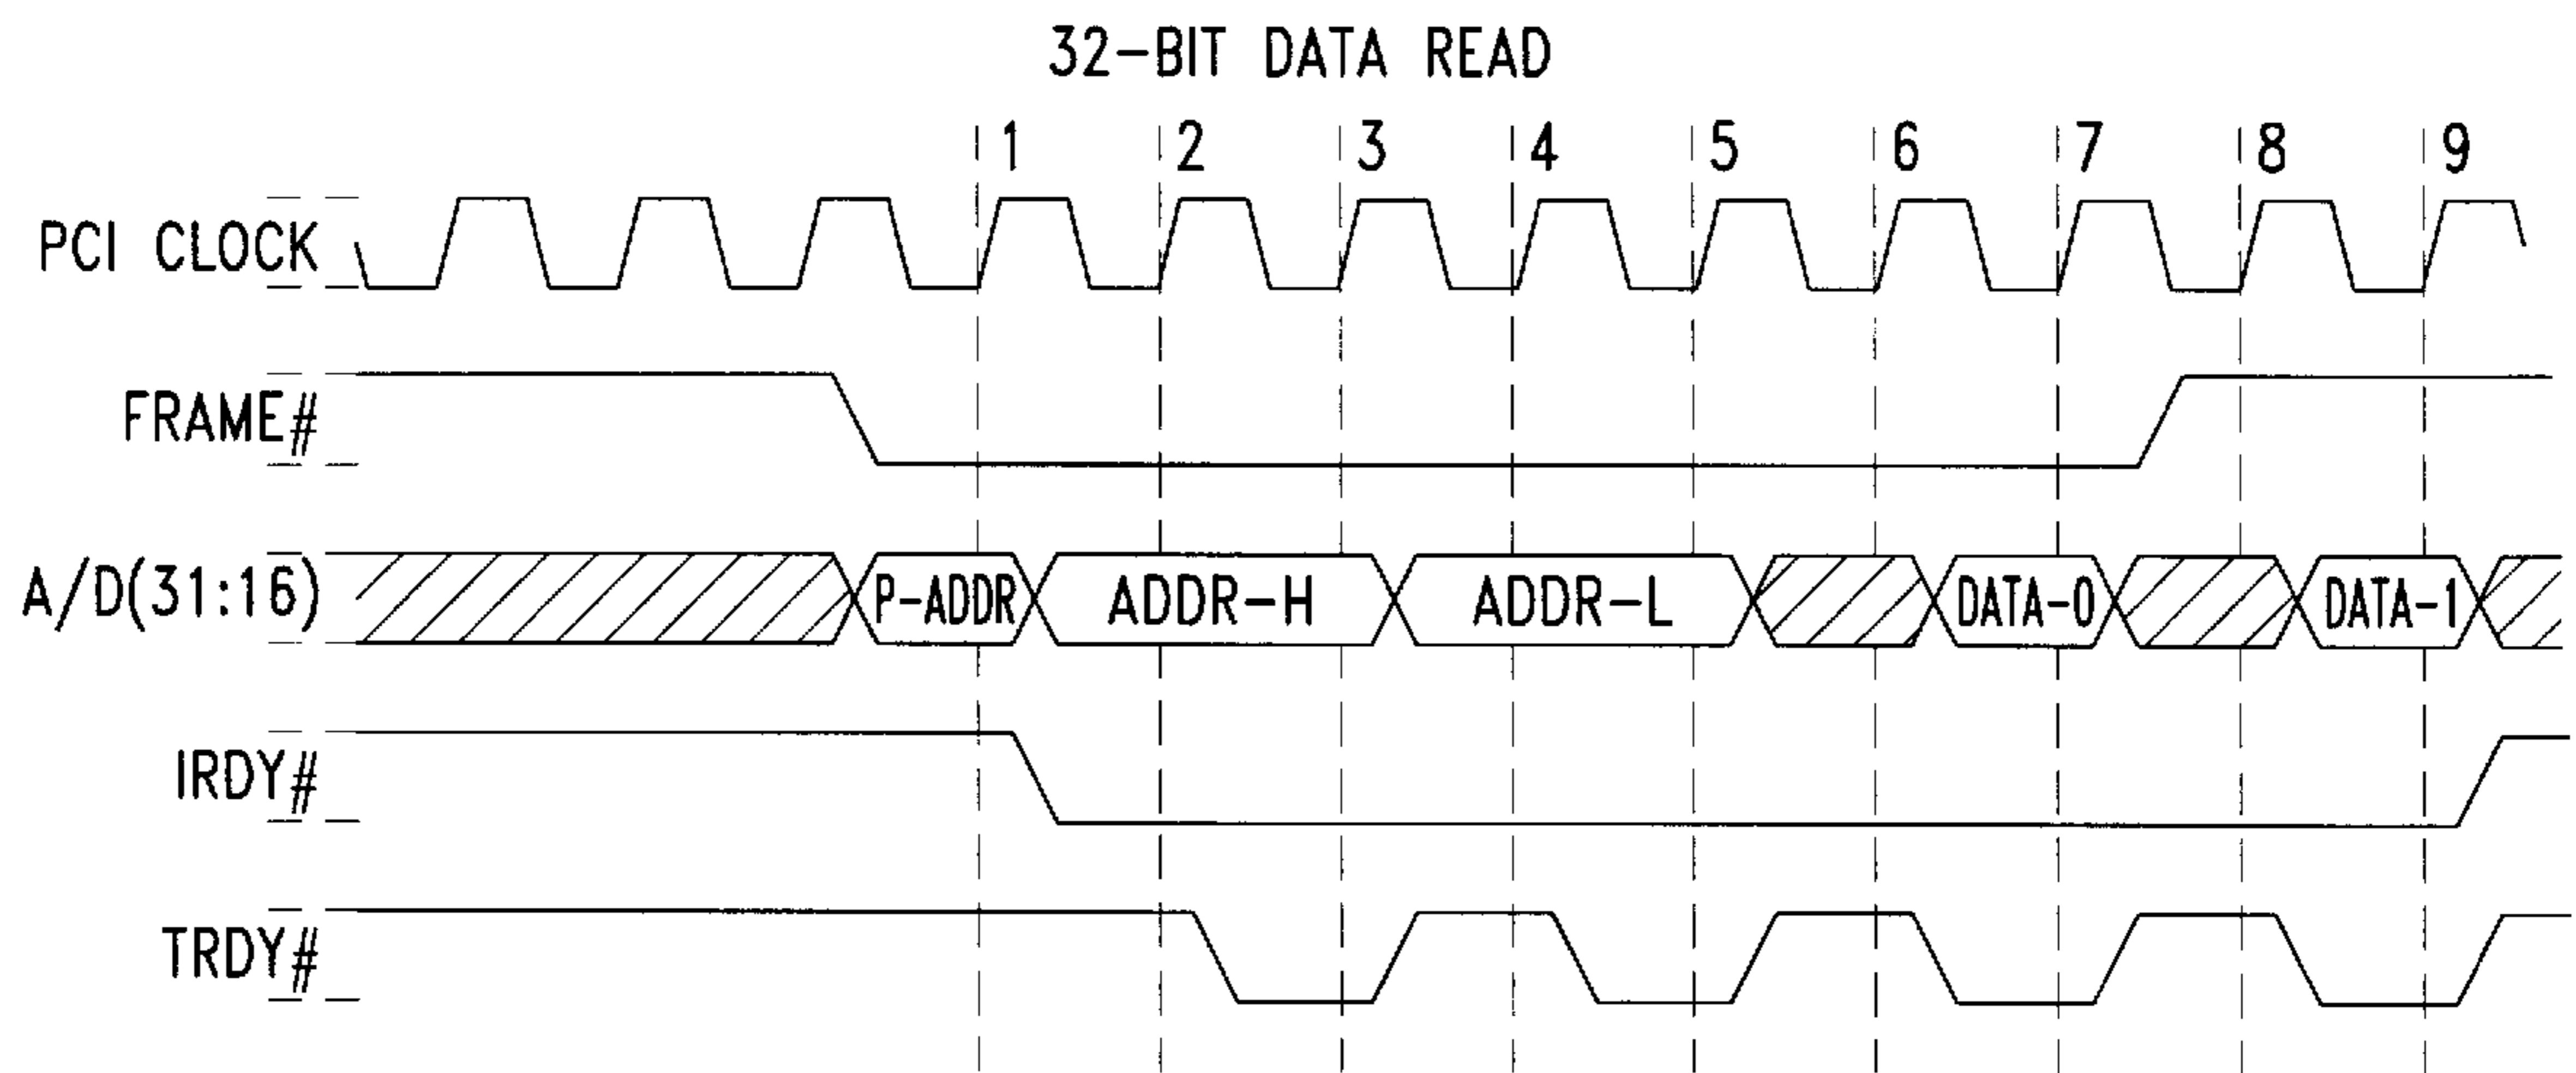 32-BIT DATA READ
1 2 3 4 5 6 7 8 9
PCI CLOCK
FRAME#
A/D(31:16) P-ADDR ADDR-H ADDR-L DATA-0 DATA-1
IRDY#
TRDY#